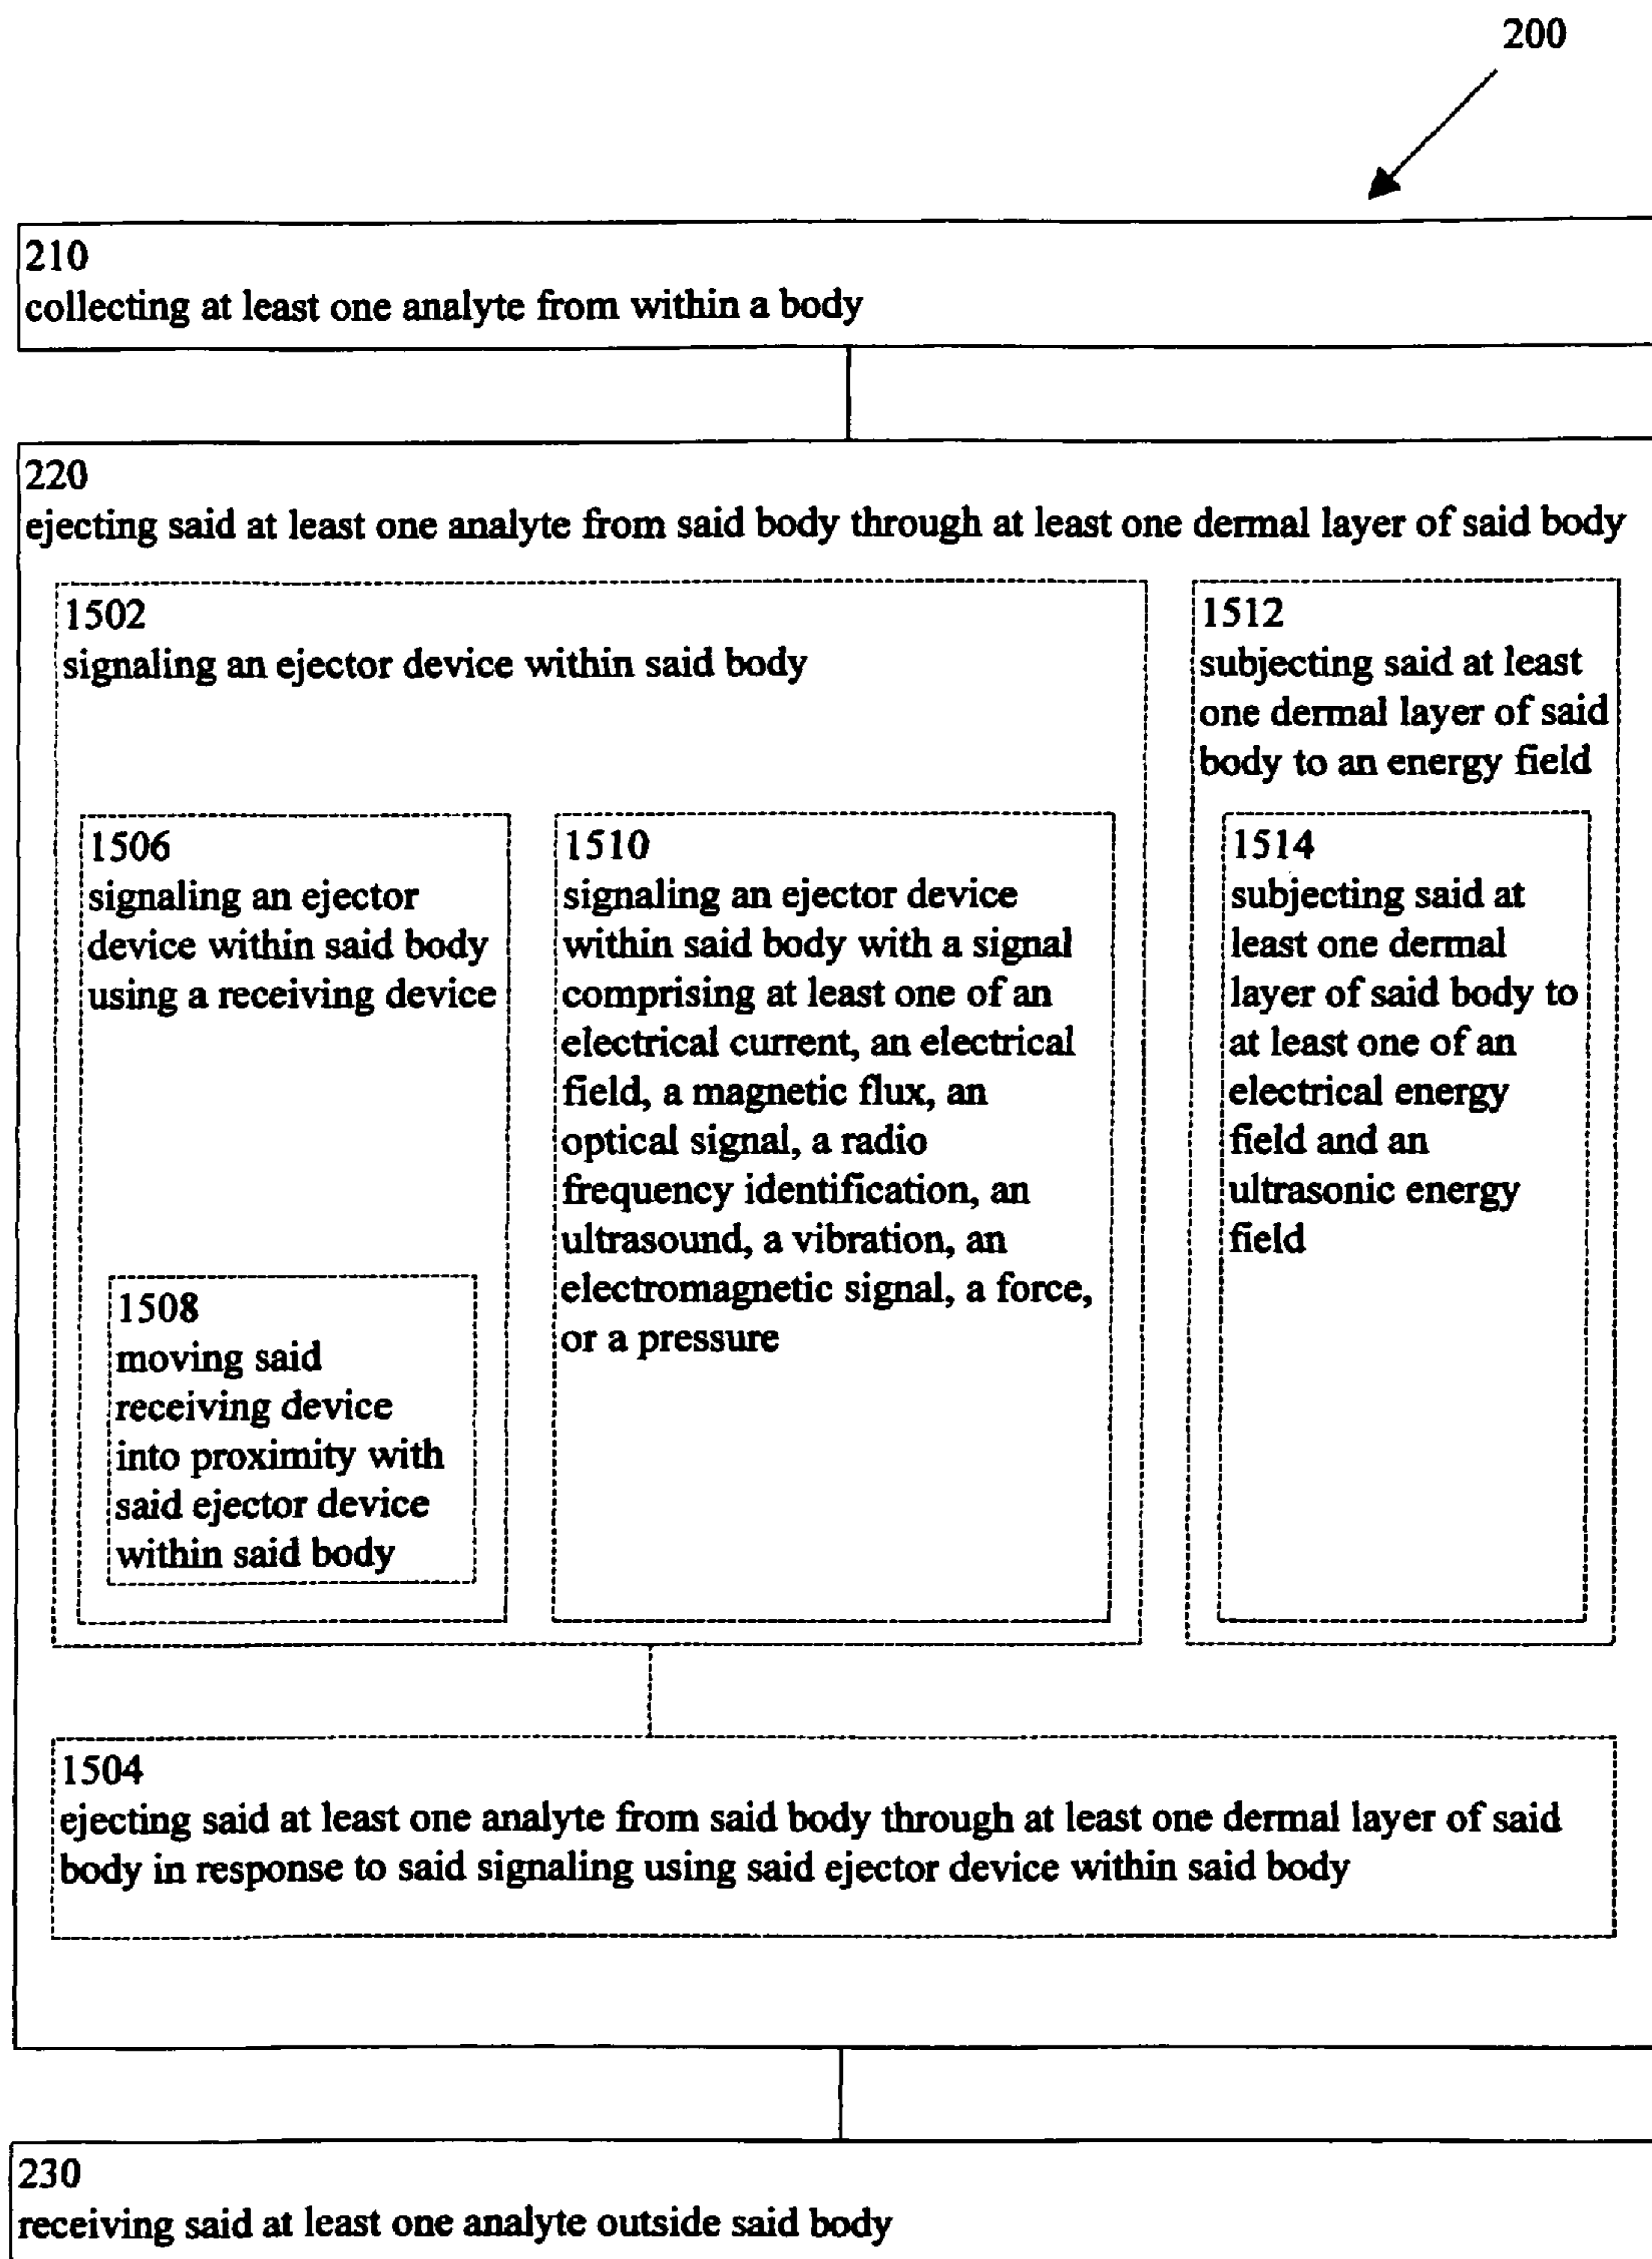 200
210
collecting at least one analyte from within a body
220
ejecting said at least one analyte from said body through at least one dermal layer of said body
1502
signaling an ejector device within said body
1506
signaling an ejector
device within said body
using a receiving device
1508
moving said
receiving device
into proximity with
said ejector device
within said body
1510
signaling an ejector device
within said body with a signal
comprising at least one of an
electrical current, an electrical
field, a magnetic flux, an
optical signal, a radio
frequency identification, an
ultrasound, a vibration, an
electromagnetic signal, a force,
or a pressure
1512
subjecting said at least
one dermal layer of said
body to an energy field
1514
subjecting said at
least one dermal
layer of said body to
at least one of an
electrical energy
field and an
ultrasonic energy
field
1504
ejecting said at least one analyte from said body through at least one dermal layer of said
body in response to said signaling using said ejector device within said body
230
receiving said at least one analyte outside said body